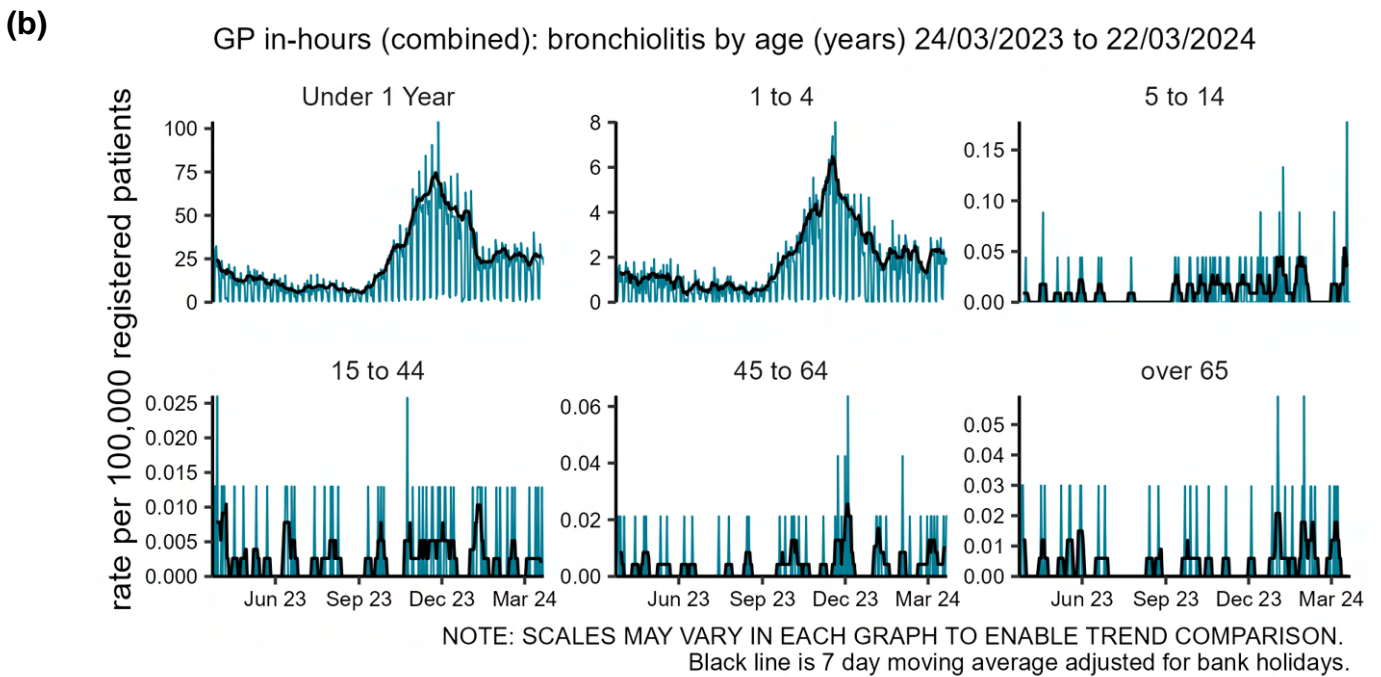 (b)
GP in-hours (combined): bronchiolitis by age (years) 24/03/2023 to 22/03/2024
rate per 100,000 registered patients
Under 1 Year
100
75
50
25
0
1 to 4
8
6
4
2
0
5 to 14
0.15
0.10
0.05
0.00
15 to 44
0.025
0.020
0.015
0.010
0.005
0.000
Jun 23 Sep 23 Dec 23 Mar 24
45 to 64
0.06
0.04
0.02
0.00
Jun 23 Sep 23 Dec 23 Mar 24
over 65
0.05
0.04
0.03
0.02
0.01
0.00
Jun 23 Sep 23 Dec 23 Mar 24
NOTE: SCALES MAY VARY IN EACH GRAPH TO ENABLE TREND COMPARISON.
Black line is 7 day moving average adjusted for bank holidays.